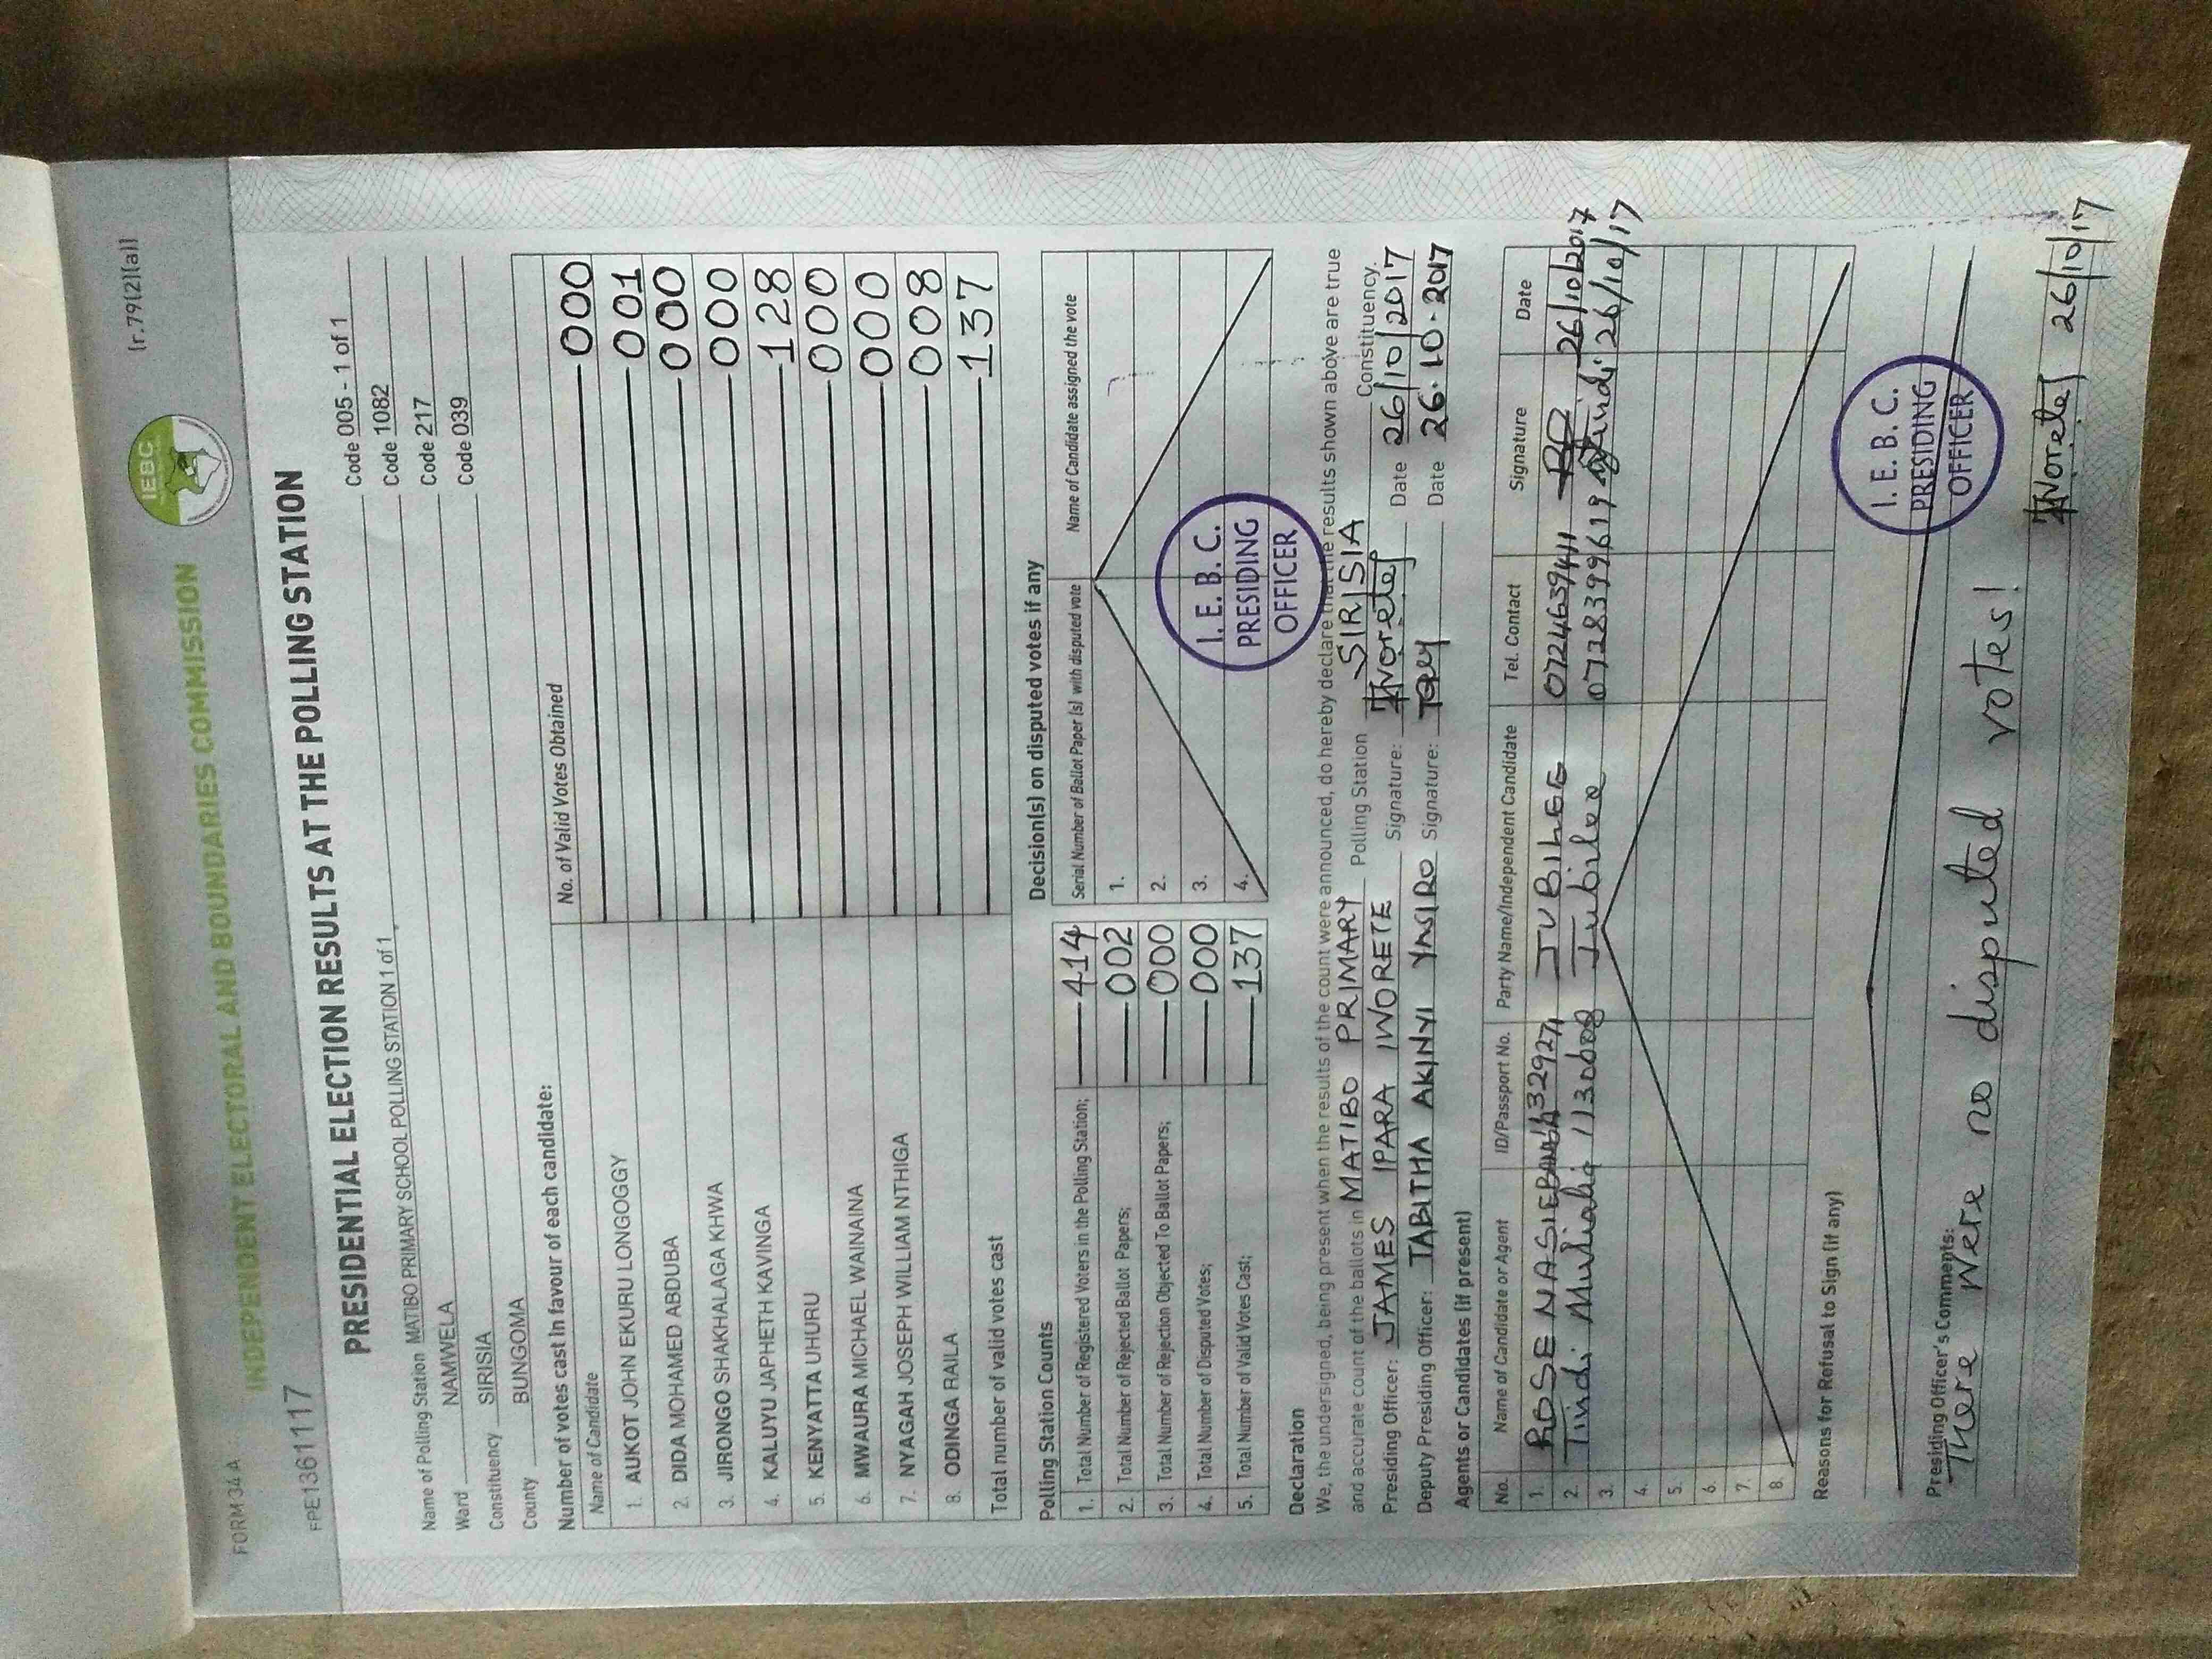 FORM 34 A
(r.79(2)(a))
IEBC
INDEPENDENT ELECTORAL AND BOUNDARIES COMMISSION
FPE1361117
PRESIDENTIAL ELECTION RESULTS AT THE POLLING STATION
Name of Polling Station MATIBO PRIMARY SCHOOL POLLING STATION 1 of 1 Code 005 - 1 of 1
Ward NAMWELA Code 1082
Constituency SIRISIA Code 217
County BUNGOMA Code 039
Number of votes cast In favour of each candidate:
Name of Candidate No. of Valid Votes Obtained
1. AUKOT JOHN EKURU LONGOGGY 000
2. DIDA MOHAMED ABDUBA 001
3. JIRONGO SHAKHALAGA KHWA 000
4. KALUYU JAPHETH KAVINGA 000
5. KENYATTA UHURU 128
6. MWAURA MICHAEL WAINAINA 000
7. NYAGAH JOSEPH WILLIAM NTHIGA 000
8. ODINGA RAILA 008
Total number of valid votes cast 137
Polling Station Counts
1. Total Number of Registered Voters in the Polling Station; 414
2. Total Number of Rejected Ballot Papers; 002
3. Total Number of Rejection Objected To Ballot Papers; 000
4. Total Number of Disputed Votes; 000
5. Total Number of Valid Votes Cast; 137
Decision(s) on disputed votes if any
Serial Number of Ballot Paper (s) with disputed vote Name of Candidate assigned the vote
1.
2.
3.
4.
I. E. B. C.
PRESIDING
OFFICER
Declaration
We, the undersigned, being present when the results of the count were announced, do hereby declare that the results shown above are true
and accurate count of the ballots in MATIBO PRIMARY Polling Station SIRISIA Constituency.
Presiding Officer: JAMES IPARA IWORETE Signature: Iworete Date 26/10/2017
Deputy Presiding Officer: TABITHA AKINYI YASIRO Signature: Date 26.10.2017
Agents or Candidates (if present)
No. Name of Candidate or Agent ID/Passport No. Party Name/Independent Candidate Tel. Contact Signature Date
1. ROSE NASIE JUBILEE 0724639411 26/10/2017
2. Tindi Muliali Jubilee 0728399619 Tindi 26/10/17
3.
4.
5.
6.
7.
8.
Reasons for Refusal to Sign (if any)
I. E. B. C.
PRESIDING
OFFICER
Presiding Officer's Comments:
There were no disputed votes!
Iworete 26/10/17